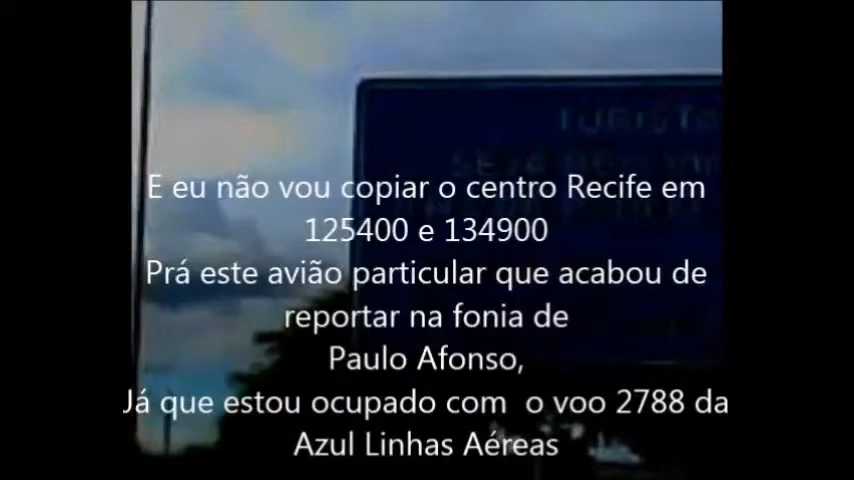 TURISTA
E eu não vou copiar o centro Recife em
125400 e 134900
Prá este avião particular que acabou de
reportar na fonia de
Paulo Afonso,
Já que estou ocupado com o voo 2788 da
Azul Linhas Aéreas